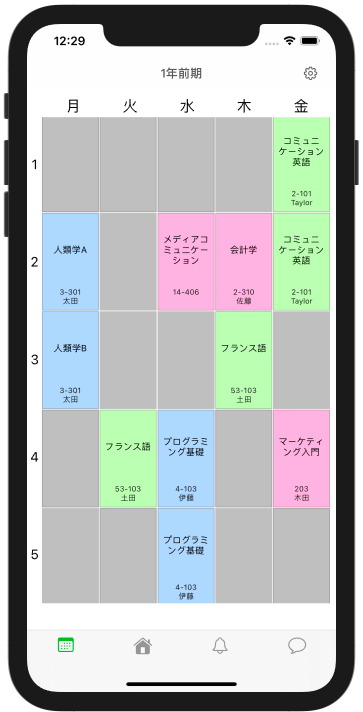 12:29
1年前期
月 火 水 木 金
1
コミュニ
ケーション
英語
2-101
Taylor
2
人類学A
3-301
太田
メディアコ
ミュニケー
ション
14-406
会計学
2-310
佐藤
コミュニ
ケーション
英語
2-101
Taylor
3
人類学B
3-301
太田
フランス語
53-103
土田
4
フランス語
53-103
土田
プログラミ
ング基礎
4-103
伊藤
マーケティ
ング入門
203
木田
5
プログラミ
ング基礎
4-103
伊藤